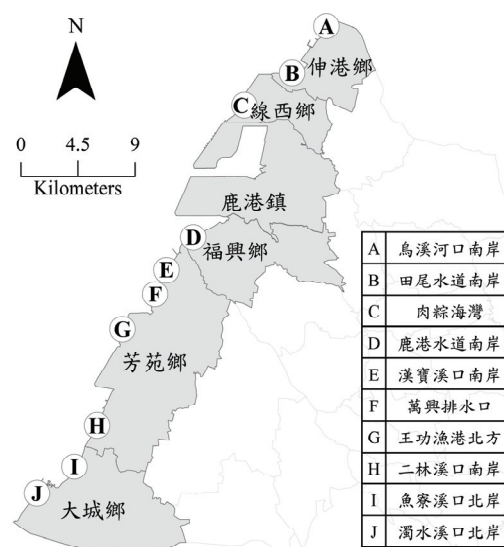 N
0 4.5 9
Kilometers
A
伸港鄉
B
C
線西鄉
鹿港鎮
D
福興鄉
E
F
G
芳苑鄉
H
I
J
大城鄉
A 烏溪河口南岸
B 田尾水道南岸
C 肉粽海灣
D 鹿港水道南岸
E 漢寶溪口南岸
F 萬興排水口
G 王功漁港北方
H 二林溪口南岸
I 魚寮溪口北岸
J 濁水溪口北岸